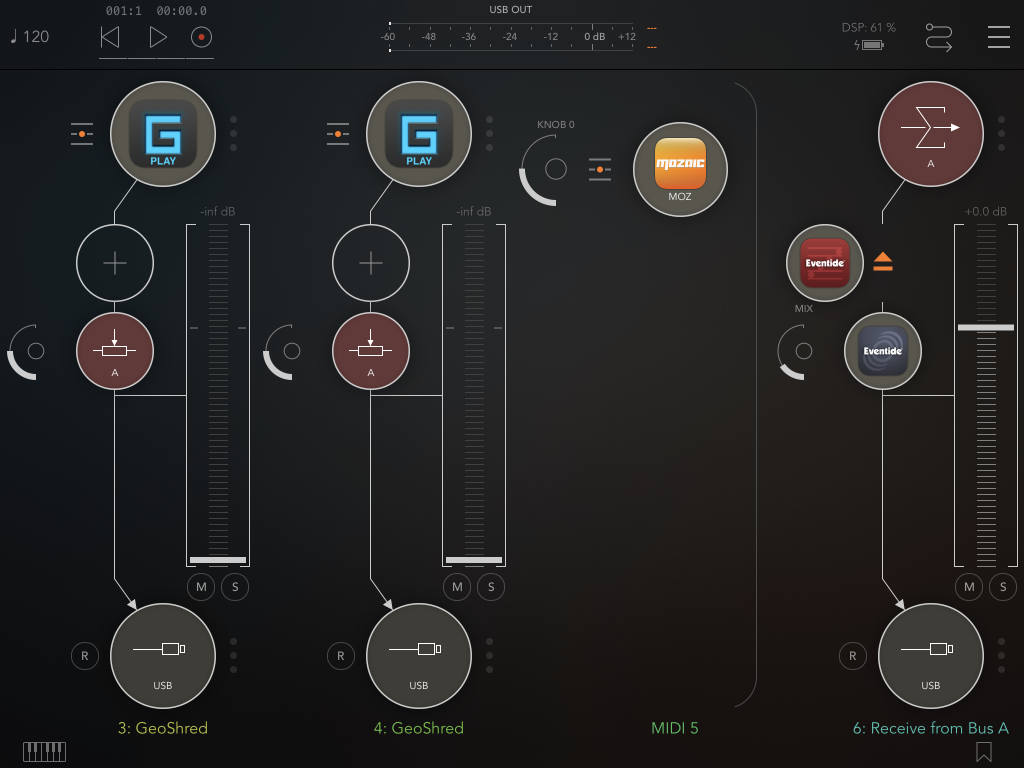 001:1 00:00.0
USB OUT
♩ 120
-60 -48 -36 -24 -12 0 dB +12
---
---
DSP: 61 %
G
PLAY
G
PLAY
KNOB 0
mozaic
MOZ
A
-inf dB
-inf dB
+0.0 dB
Eventide
MIX
A
A
Eventide
M S
M S
M S
R
USB
R
USB
R
USB
3: GeoShred
4: GeoShred
MIDI 5
6: Receive from Bus A